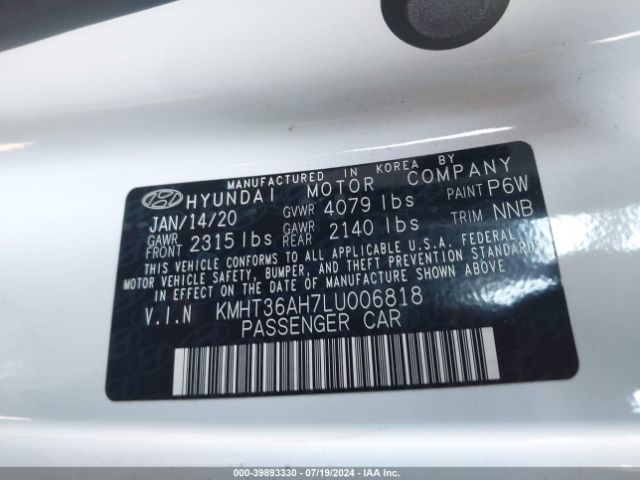 MANUFACTURED IN KOREA BY
HYUNDAI MOTOR COMPANY
JAN/14/20 GVWR 4079 lbs PAINT P6W
GAWR FRONT 2315 lbs GAWR REAR 2140 lbs TRIM NNB
THIS VEHICLE CONFORMS TO ALL APPLICABLE U.S.A. FEDERAL
MOTOR VEHICLE SAFETY, BUMPER, AND THEFT PREVENTION STANDARDS
IN EFFECT ON THE DATE OF MANUFACTURE SHOWN ABOVE.
V.I.N KMHT36AH7LU006818
PASSENGER CAR
000-39893330 - 07/19/2024 - IAA Inc.